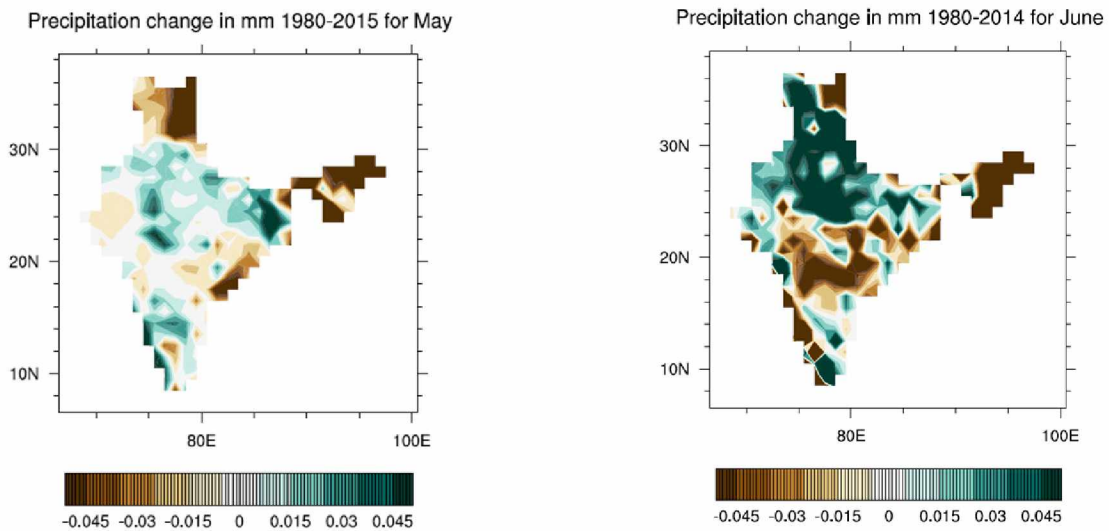 Precipitation change in mm 1980-2015 for May
30N
20N
10N
80E 100E
-0.045 -0.03 -0.015 0 0.015 0.03 0.045
Precipitation change in mm 1980-2014 for June
30N
20N
10N
80E 100E
-0.045 -0.03 -0.015 0 0.015 0.03 0.045